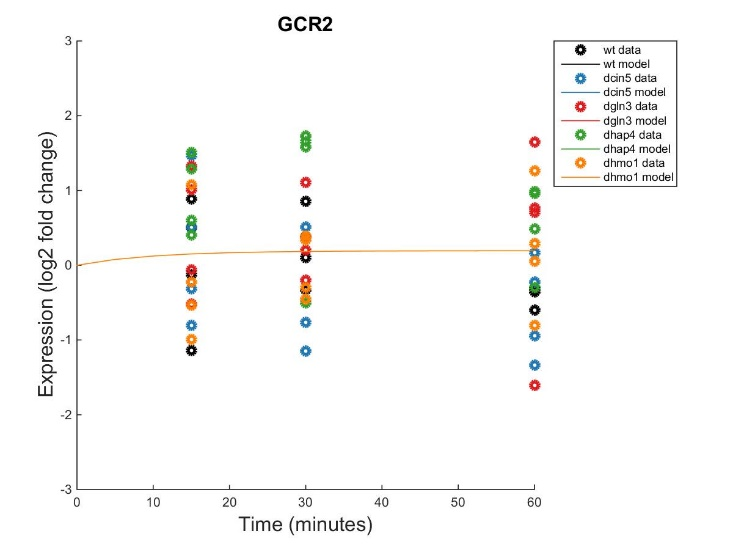 GCR2
3
2
1
0
-1
-2
-3
Expression (log2 fold change)
0 10 20 30 40 50 60
Time (minutes)
wt data
wt model
dcin5 data
dcin5 model
dgln3 data
dgln3 model
dhap4 data
dhap4 model
dhmo1 data
dhmo1 model